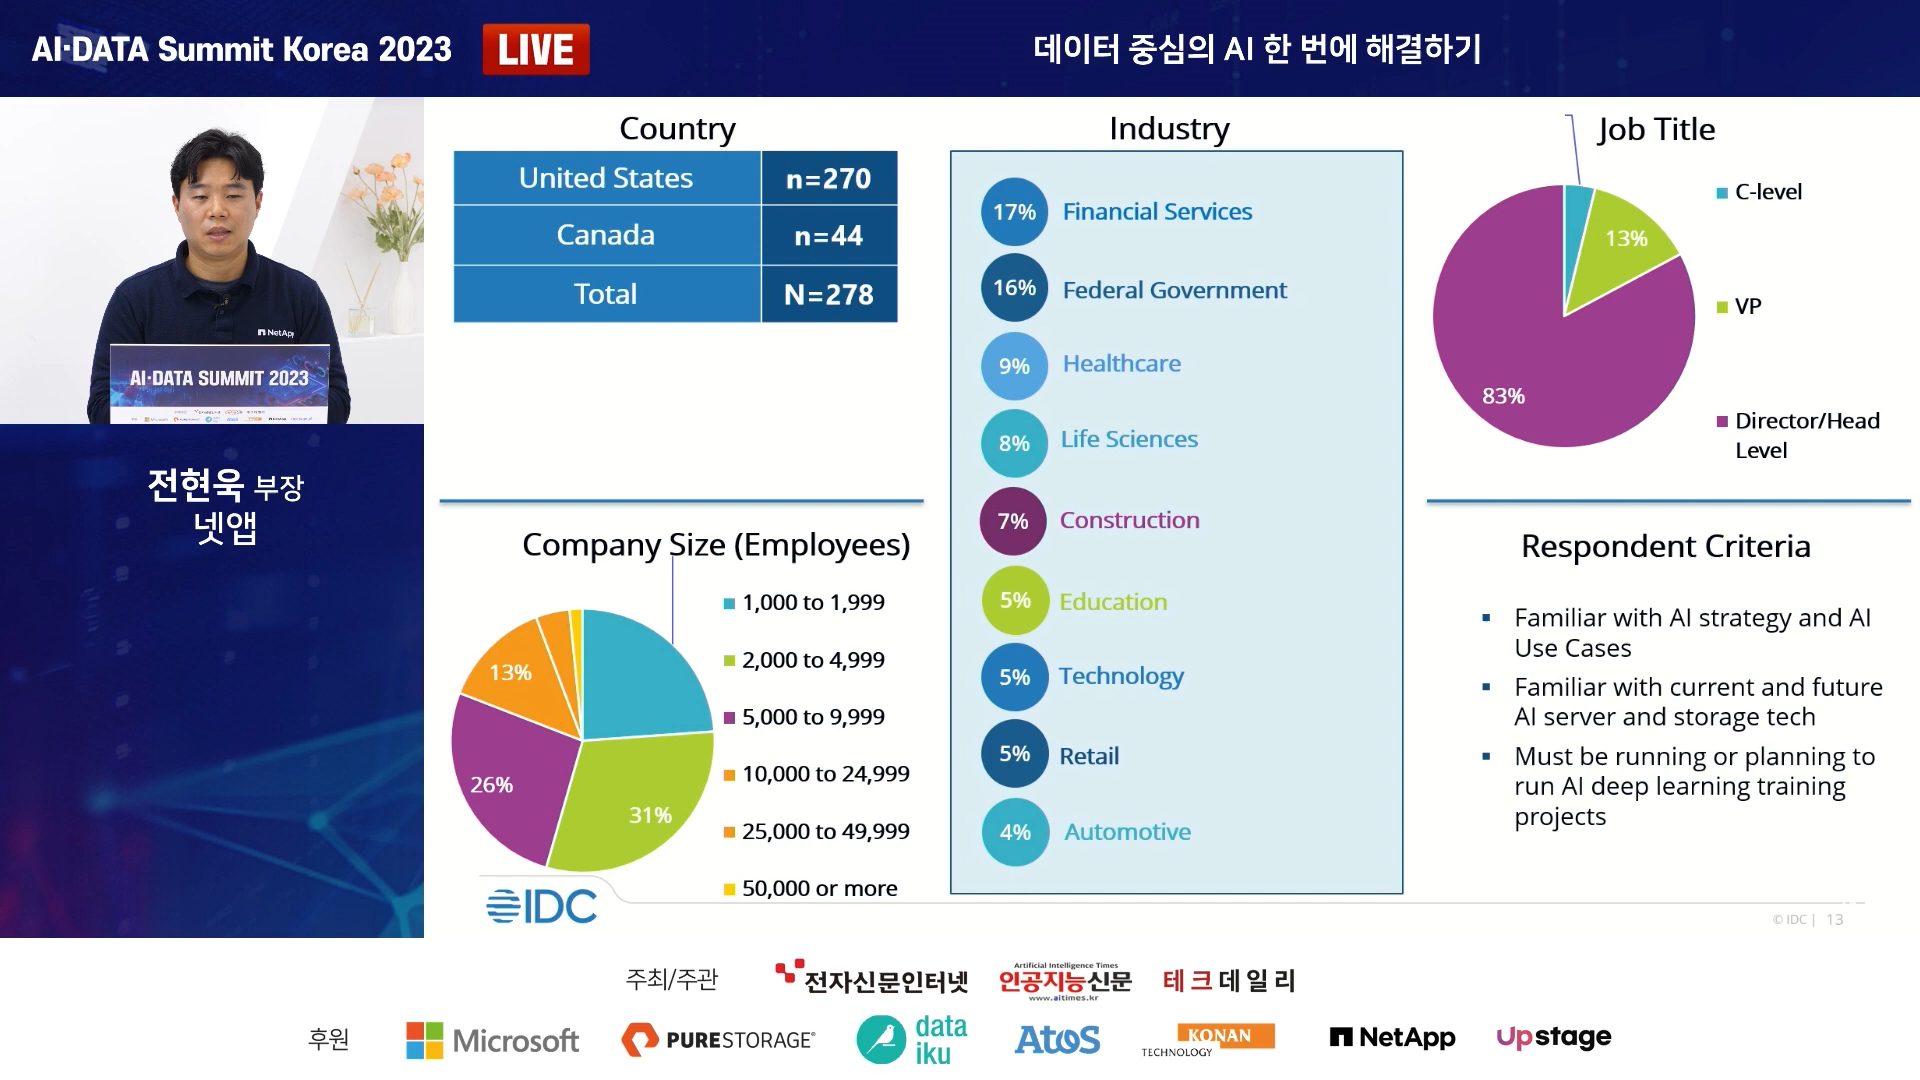 AI·DATA Summit Korea 2023
LIVE
데이터 중심의 AI 한 번에 해결하기
NetApp
AI·DATA SUMMIT 2023
전현욱 부장
넷앱
Country
United States n=270
Canada n=44
Total N=278
Company Size (Employees)
13%
26%
31%
1,000 to 1,999
2,000 to 4,999
5,000 to 9,999
10,000 to 24,999
25,000 to 49,999
50,000 or more
IDC
Industry
17% Financial Services
16% Federal Government
9% Healthcare
8% Life Sciences
7% Construction
5% Education
5% Technology
5% Retail
4% Automotive
Job Title
13%
83%
C-level
VP
Director/Head
Level
Respondent Criteria
Familiar with AI strategy and AI
Use Cases
Familiar with current and future
AI server and storage tech
Must be running or planning to
run AI deep learning training
projects
© IDC | 13
주최/주관
전자신문인터넷
Artificial Intelligence Times
인공지능신문
www.aitimes.kr
테크데일리
후원
Microsoft
PURESTORAGE
data
iku
Atos
KONAN
TECHNOLOGY
NetApp
Upstage